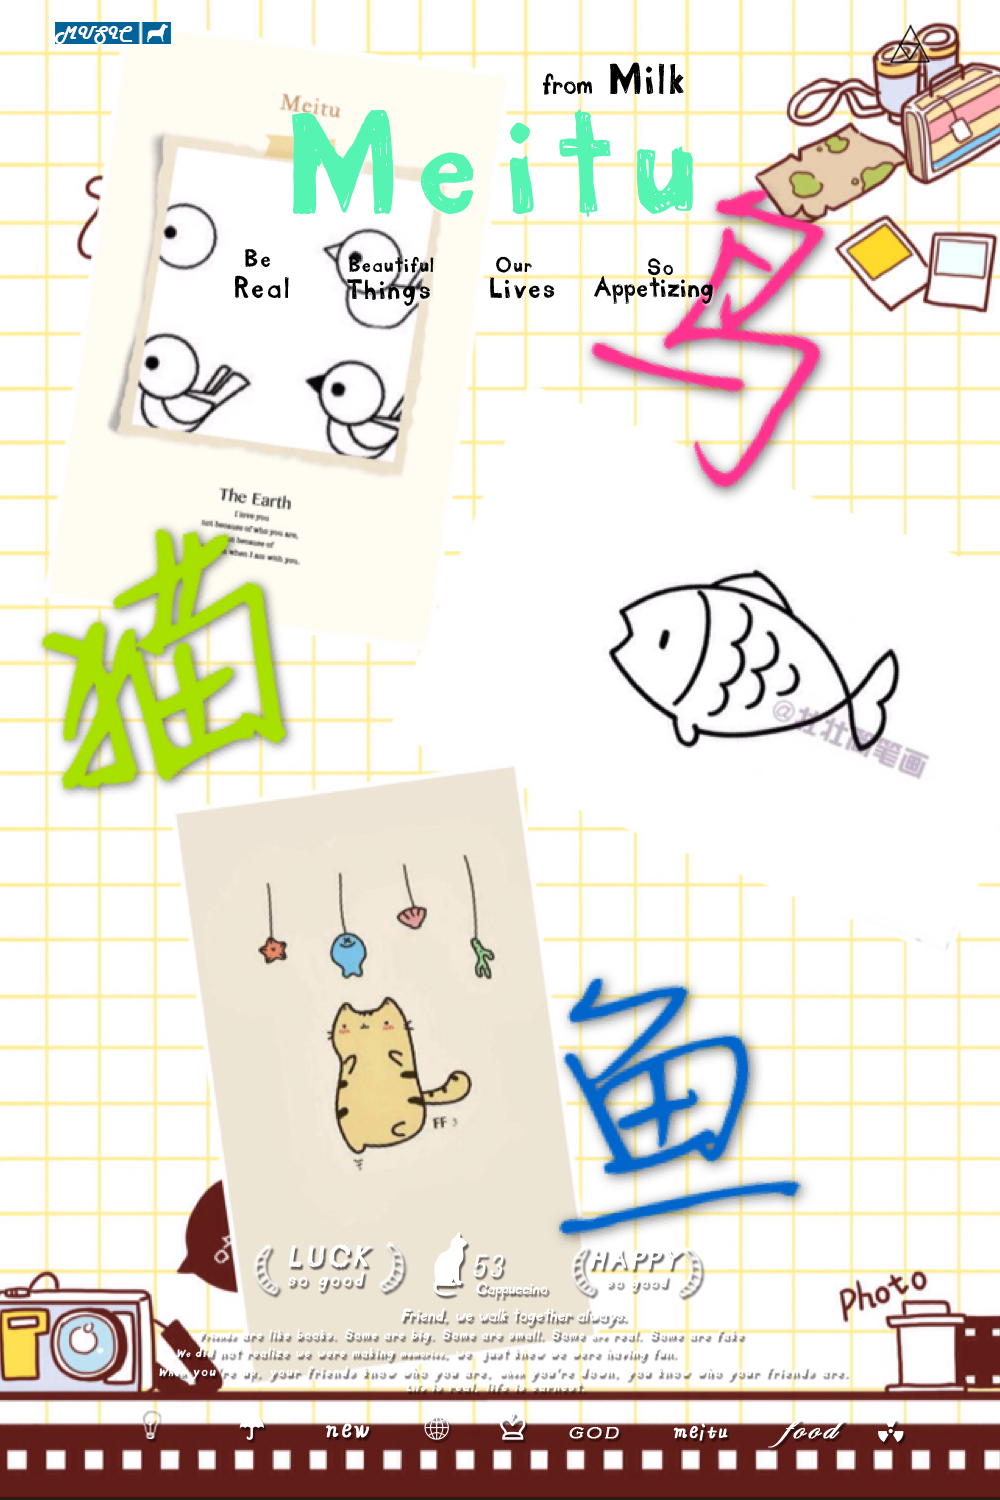 MUSIC
from Milk
Meitu
Meitu
Be Real
Beautiful Things
Our Lives
So Appetizing
鸟
The Earth
I love you
not because of who you are,
because of
when I am with you.
猫
@壮壮简笔画
FF
鱼
LUCK
so good
53
Cappuccino
HAPPY
so good
Photo
Friend, we walk together always.
Friends are like books. Some are big. Some are small. Some are real. Some are fake
We did not realize we were making memories, we just knew we were having fun.
When you're up, your friends know who you are, when you're down, you know who your friends are.
Life is real, life is earnest.
new
GOD
meitu
food